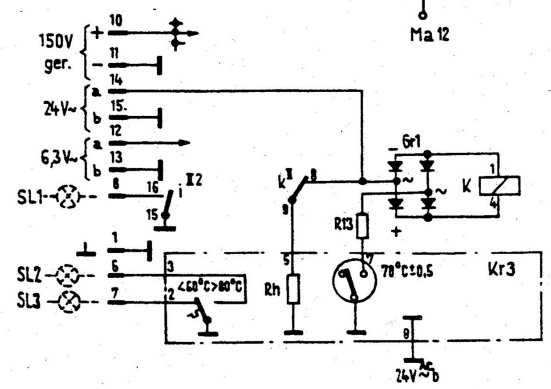 Ma 12
10
150V + 
ger. - 11
14
24V~ a
b 15
12
6,3V~ a
b 13
SL1 8 16 i II2
15
1
SL2 6 3
SL3 7 2 <60°C>80°C
k II 8
9
Gr1
-
~
~
+
K 1
4
R13
5
Rh
7
78°C±0,5
Kr3
8
24V~ b